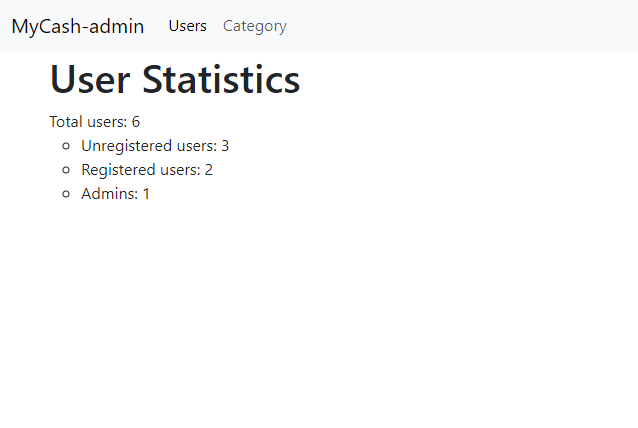 MyCash-admin Users Category
User Statistics
Total users: 6
Unregistered users: 3
Registered users: 2
Admins: 1